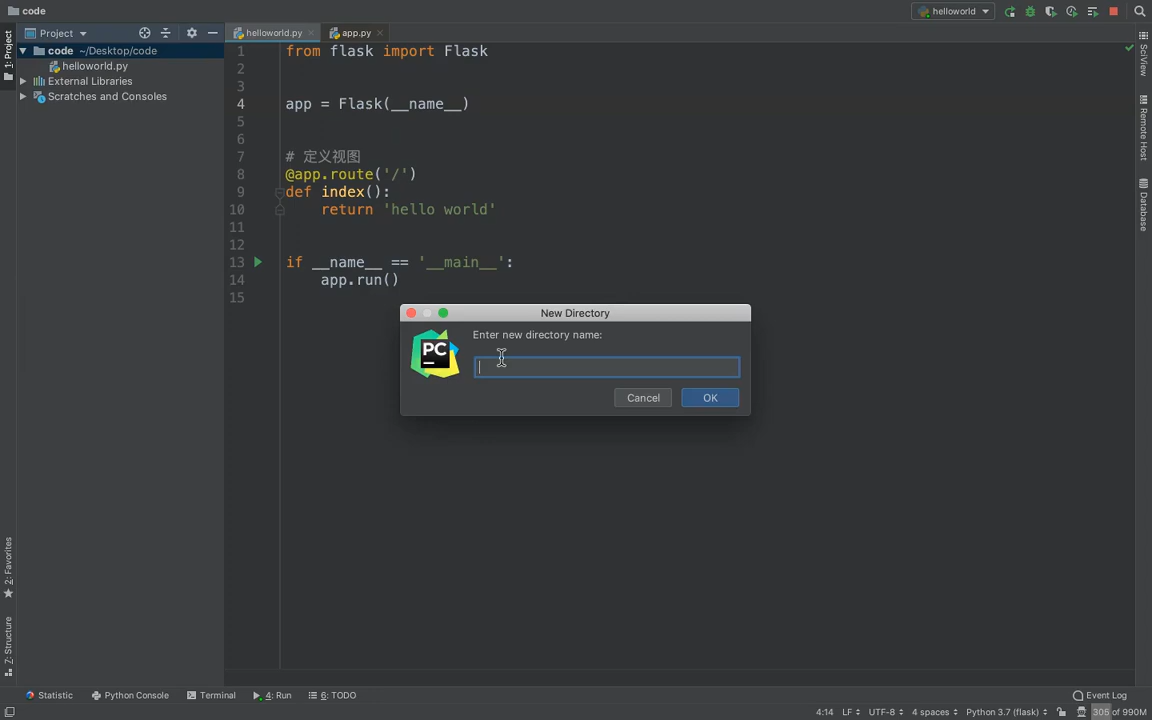 code
helloworld
Project
helloworld.py
app.py
1: Project
code ~/Desktop/code
helloworld.py
External Libraries
Scratches and Consoles
1 from flask import Flask
2
3
4 app = Flask(__name__)
5
6
7 # 定义视图
8 @app.route('/')
9 def index():
10 return 'hello world'
11
12
13 if __name__ == '__main__':
14 app.run()
15
New Directory
Enter new directory name:
PC
Cancel
OK
SciView
Remote Host
Database
2: Favorites
7: Structure
Statistic
Python Console
Terminal
4: Run
6: TODO
Event Log
4:14 LF UTF-8 4 spaces Python 3.7 (flask) 305 of 990M